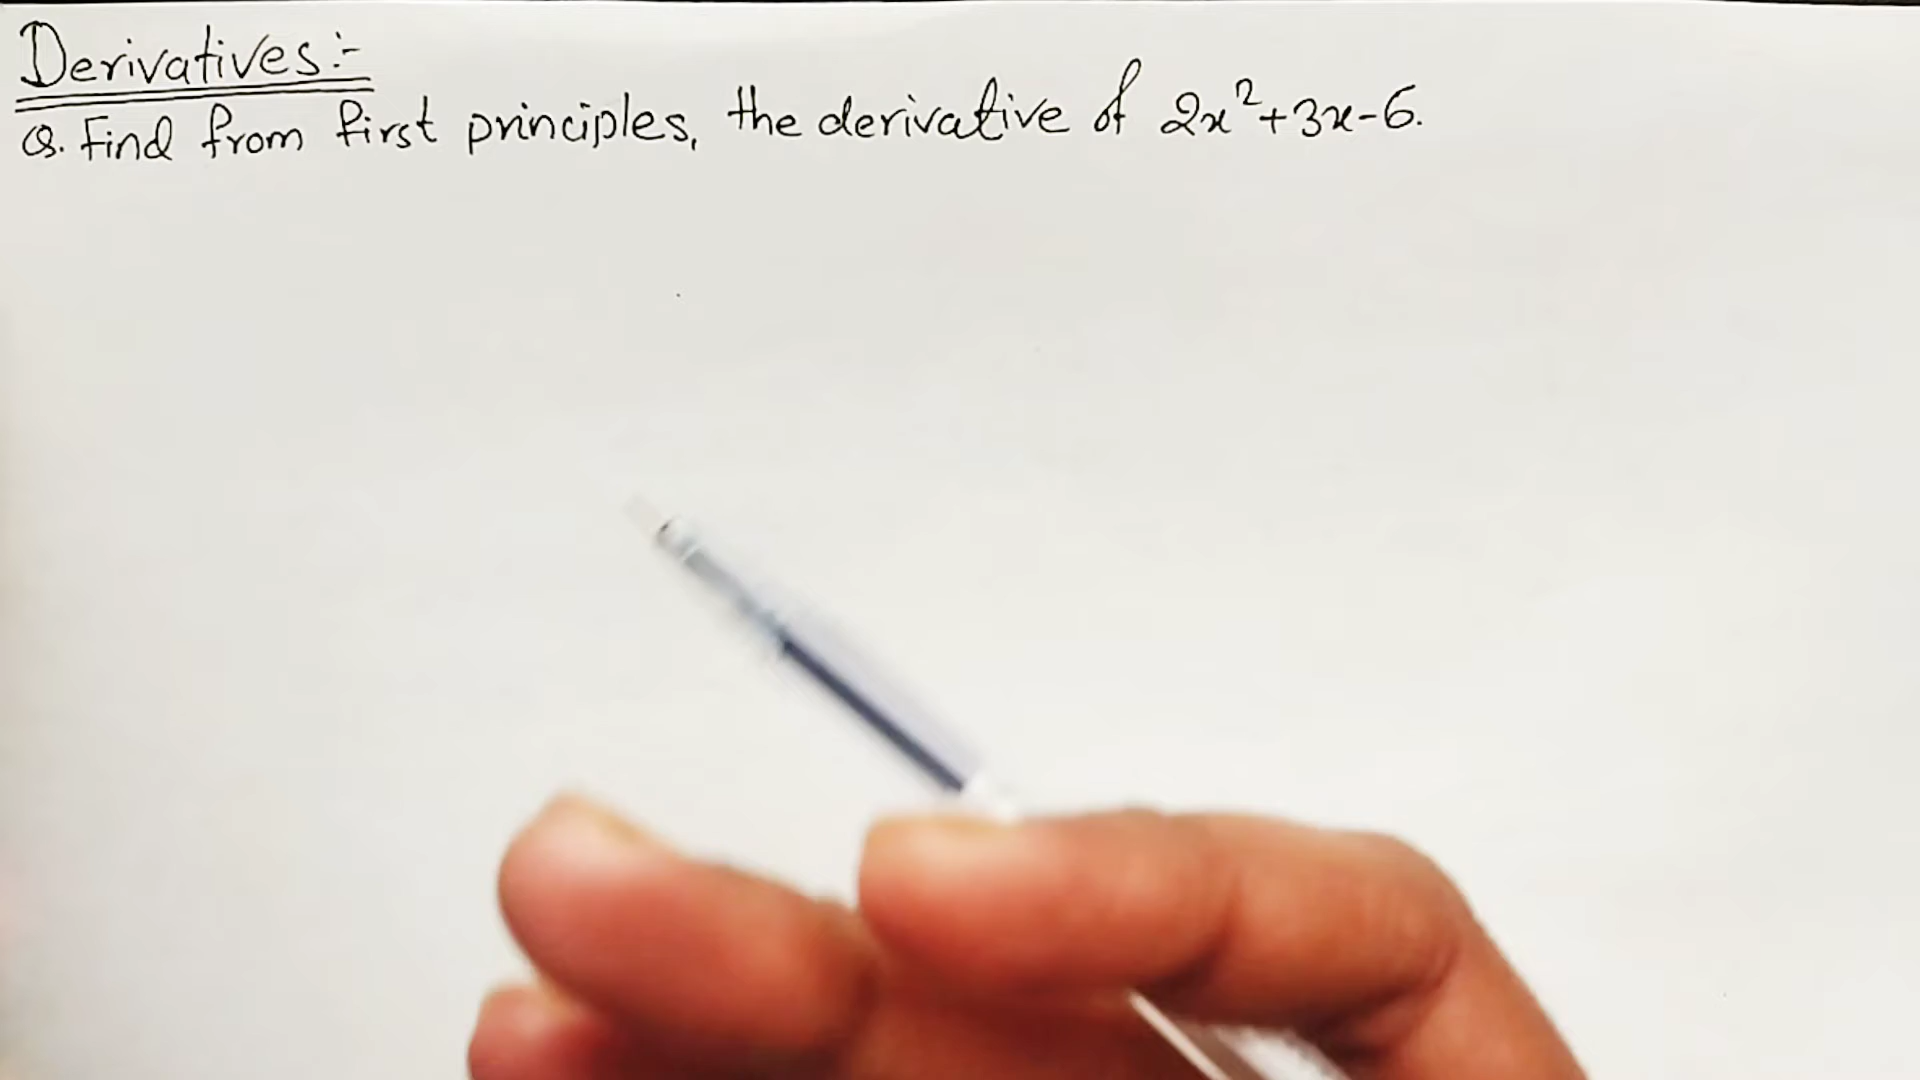 Derivatives:-
Q. Find from first principles, the derivative of 2x²+3x-6.